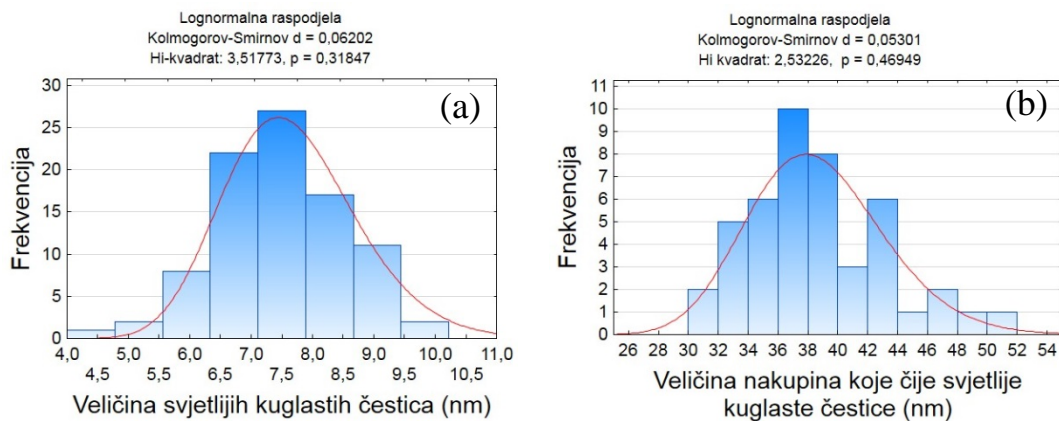 Lognormalna raspodjela
Kolmogorov-Smirnov d = 0,06202
Hi-kvadrat: 3,51773, p = 0,31847
(a)
30
25
20
15
10
5
0
Frekvencija
4,0 5,0 6,0 7,0 8,0 9,0 10,0 11,0
4,5 5,5 6,5 7,5 8,5 9,5 10,5
Veličina svjetlijih kuglastih čestica (nm)
Lognormalna raspodjela
Kolmogorov-Smirnov d = 0,05301
Hi kvadrat: 2,53226, p = 0,46949
(b)
11
10
9
8
7
6
5
4
3
2
1
0
Frekvencija
26 28 30 32 34 36 38 40 42 44 46 48 50 52 54
Veličina nakupina koje čije svjetlije
kuglaste čestice (nm)